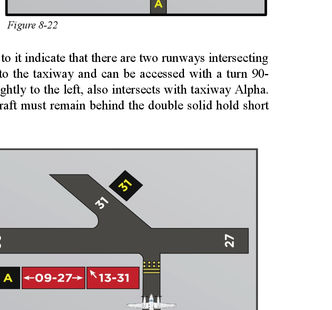 A
Figure 8-22
to it indicate that there are two runways intersecting
to the taxiway and can be accessed with a turn 90-
ghtly to the left, also intersects with taxiway Alpha.
raft must remain behind the double solid hold short
31
31
27
A ←09-27→ ↖13-31